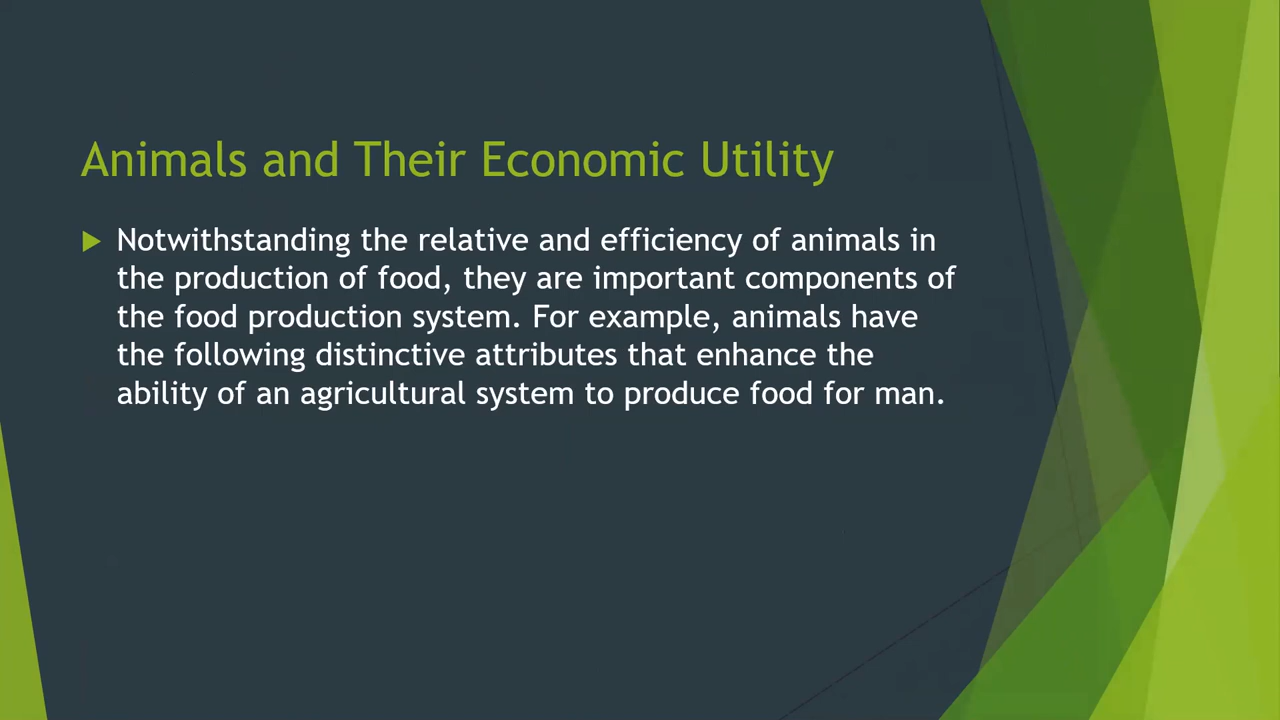 Animals and Their Economic Utility
Notwithstanding the relative and efficiency of animals in
the production of food, they are important components of
the food production system. For example, animals have
the following distinctive attributes that enhance the
ability of an agricultural system to produce food for man.